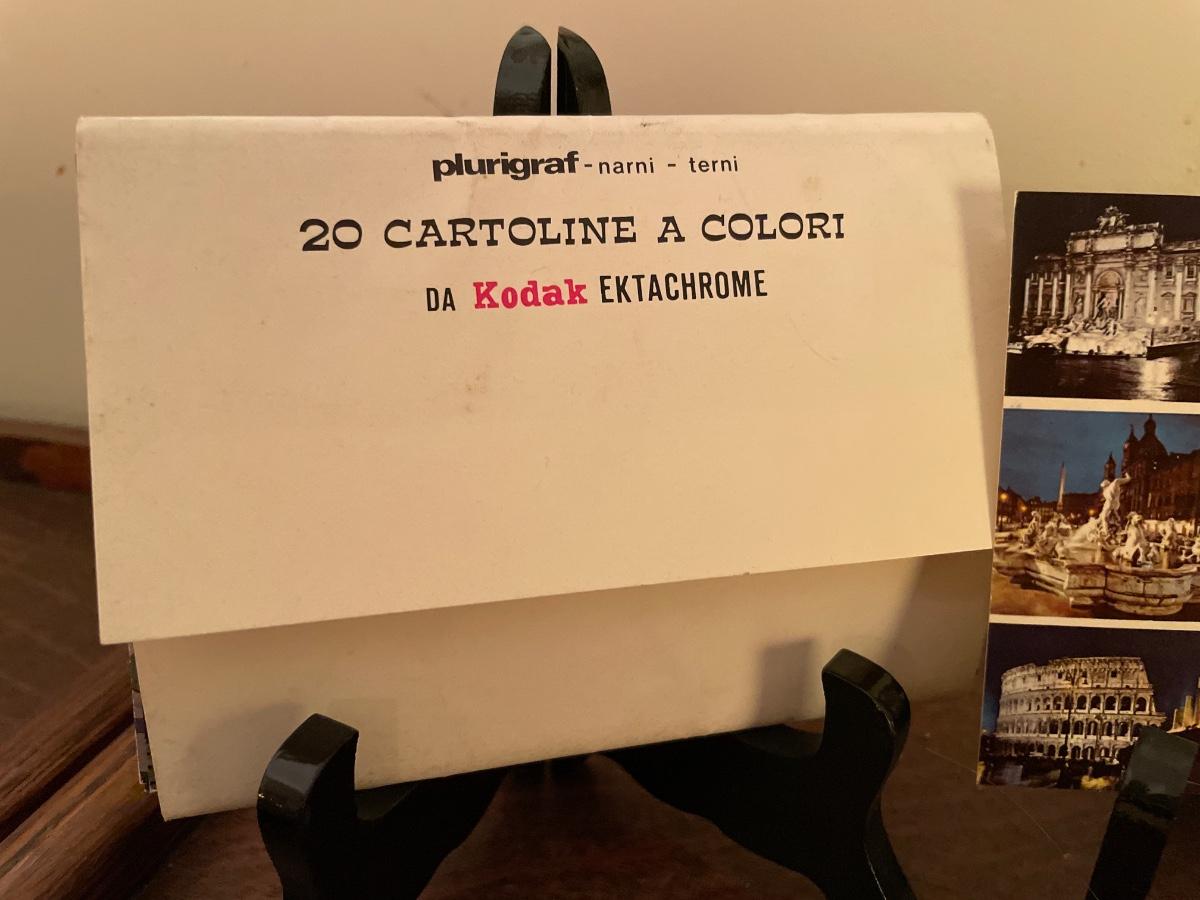 plurigraf - narni - terni
20 CARTOLINE A COLORI
DA Kodak EKTACHROME